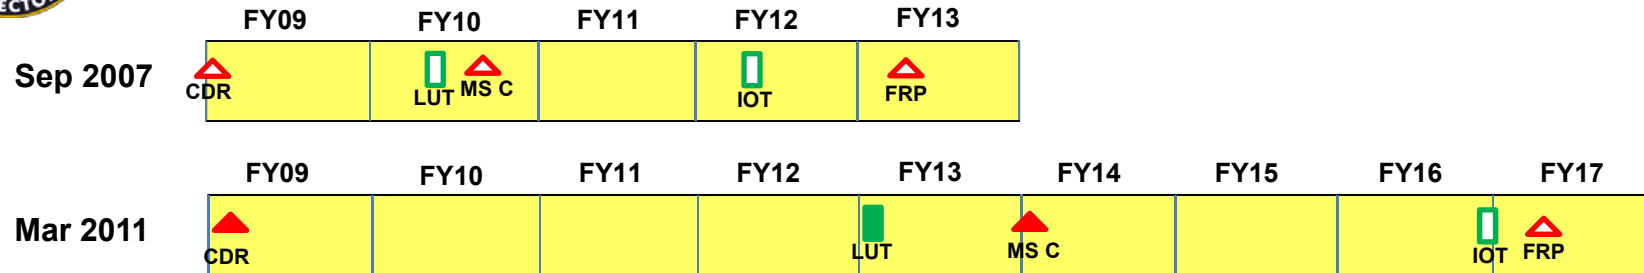 FY09 FY10 FY11 FY12 FY13
Sep 2007
CDR LUT MS C IOT FRP
FY09 FY10 FY11 FY12 FY13 FY14 FY15 FY16 FY17
Mar 2011
CDR LUT MS C IOT FRP